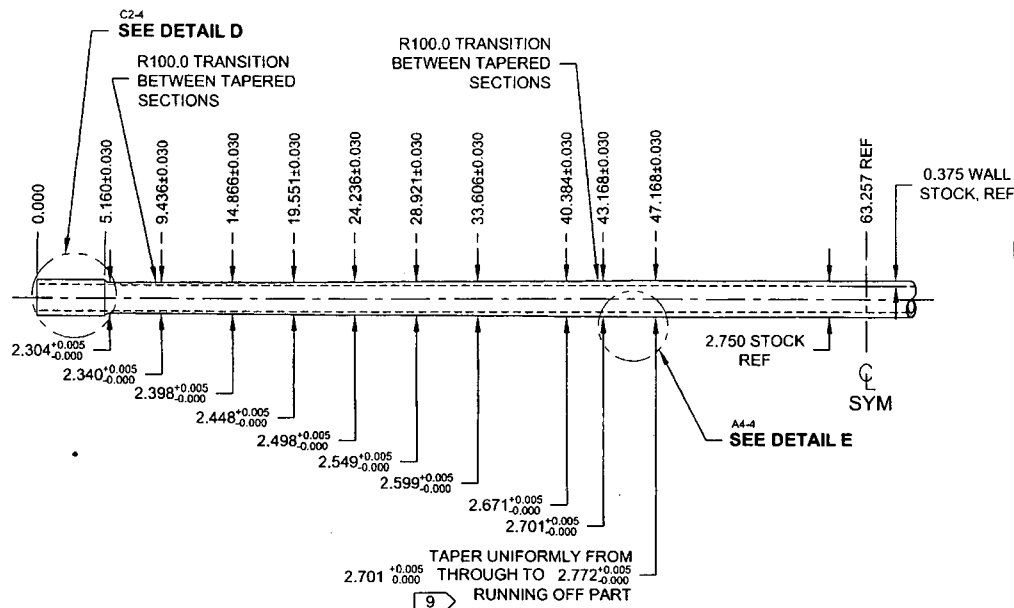 C2-4
SEE DETAIL D
R100.0 TRANSITION
BETWEEN TAPERED
SECTIONS
R100.0 TRANSITION
BETWEEN TAPERED
SECTIONS
0.000
5.160±0.030
9.436±0.030
14.866±0.030
19.551±0.030
24.236±0.030
28.921±0.030
33.606±0.030
40.384±0.030
43.168±0.030
47.168±0.030
63.257 REF
0.375 WALL
STOCK, REF
2.304 +0.005 -0.000
2.340 +0.005 -0.000
2.398 +0.005 -0.000
2.448 +0.005 -0.000
2.498 +0.005 -0.000
2.549 +0.005 -0.000
2.599 +0.005 -0.000
2.671 +0.005 -0.000
2.701 +0.005 -0.000
2.750 STOCK
REF
℄
SYM
A4-4
SEE DETAIL E
TAPER UNIFORMLY FROM
2.701 +0.005 0.000 THROUGH TO 2.772 +0.005 -0.000
RUNNING OFF PART
9